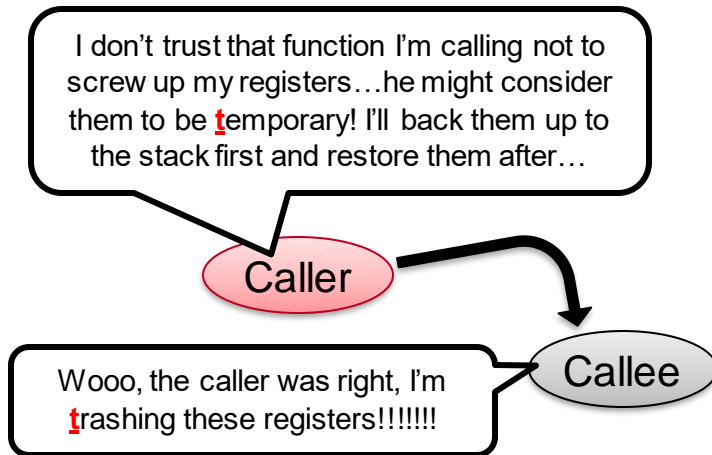 I don’t trust that function I’m calling not to
screw up my registers…he might consider
them to be temporary! I’ll back them up to
the stack first and restore them after…
Caller
Callee
Wooo, the caller was right, I’m
trashing these registers!!!!!!!